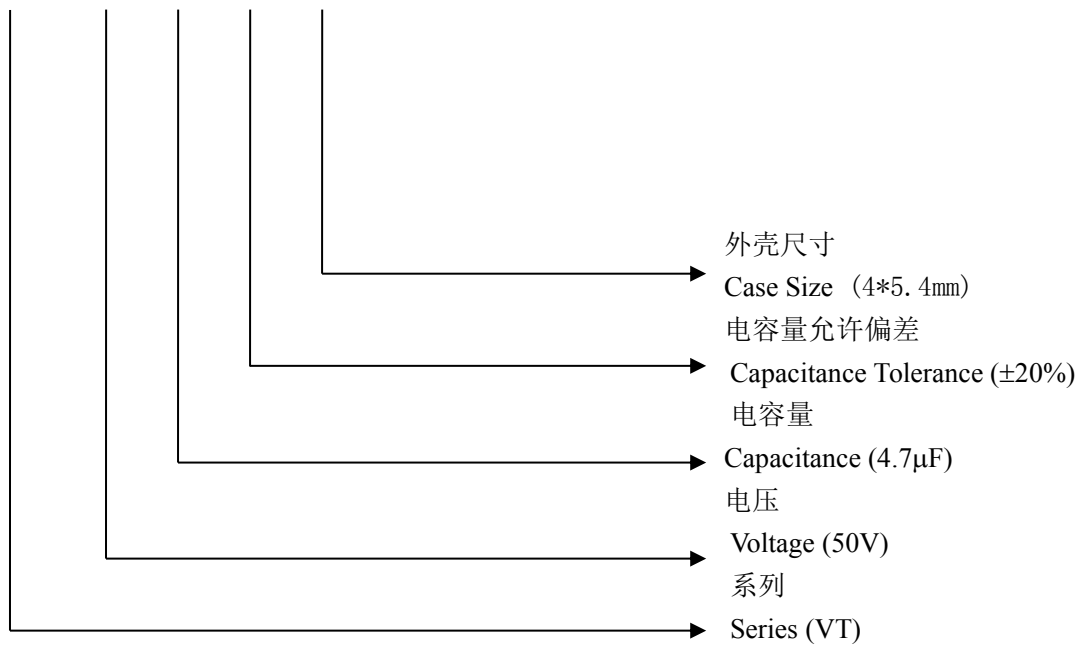 外壳尺寸
Case Size (4*5.4mm)
电容量允许偏差
Capacitance Tolerance (±20%)
电容量
Capacitance (4.7μF)
电压
Voltage (50V)
系列
Series (VT)